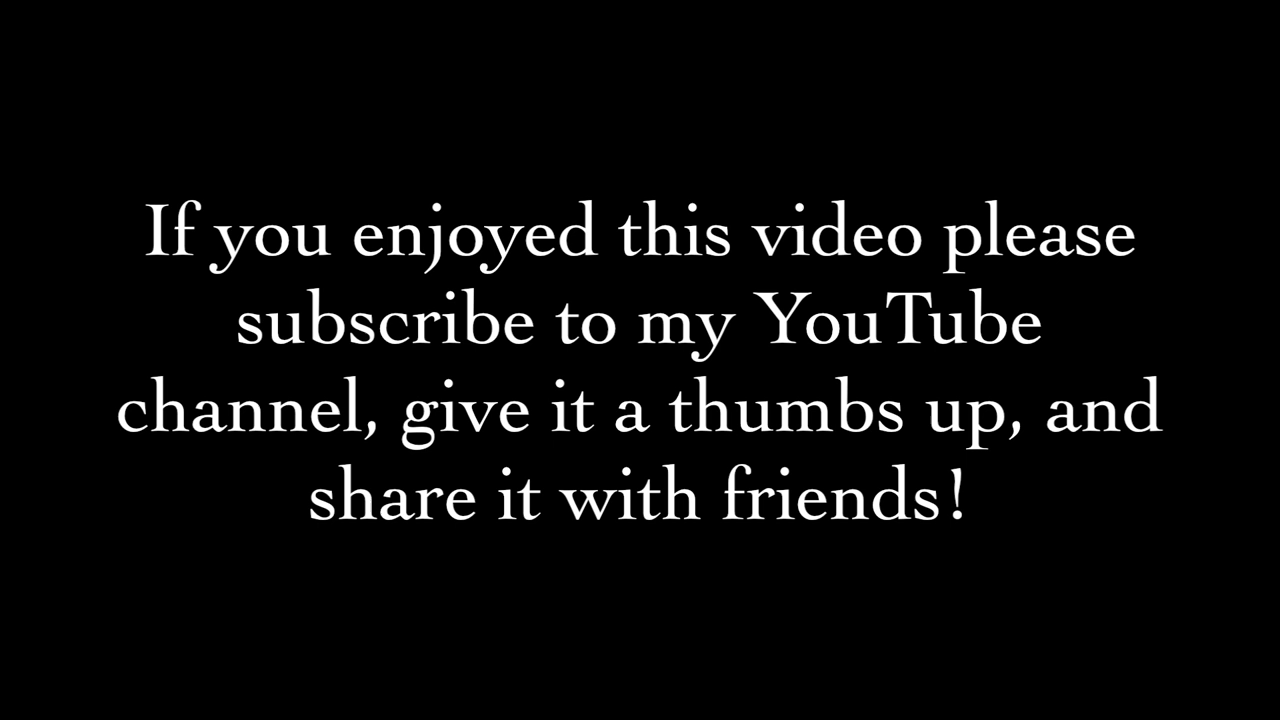 If you enjoyed this video please
subscribe to my YouTube
channel, give it a thumbs up, and
share it with friends!